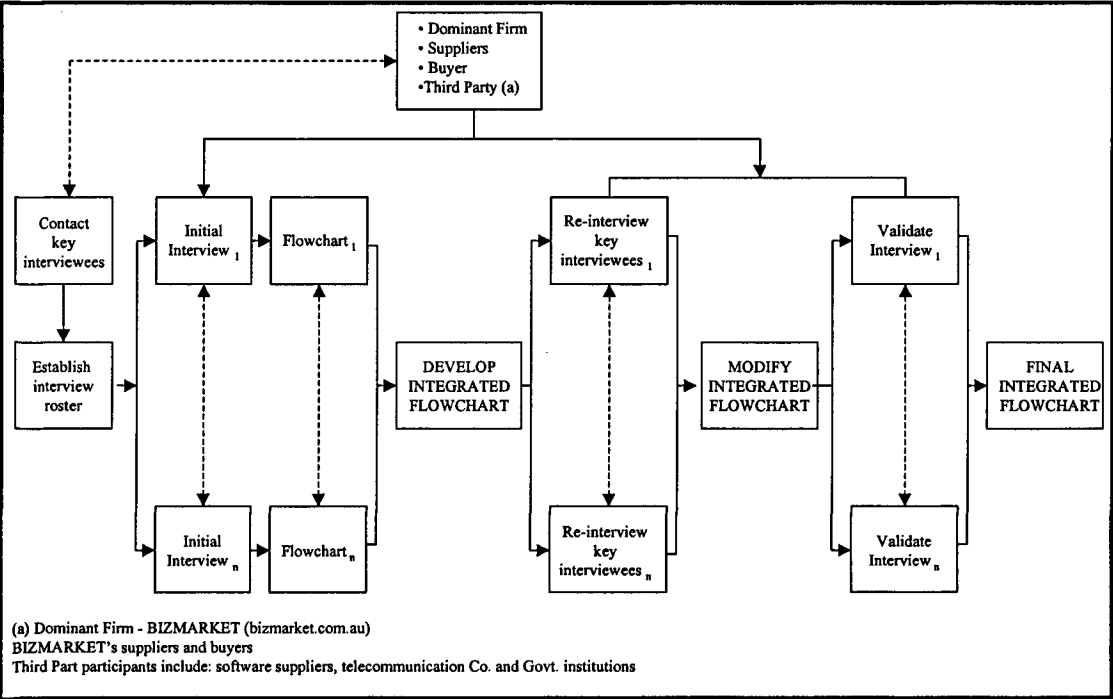 • Dominant Firm
• Suppliers
• Buyer
•Third Party (a)
Contact
key
interviewees
Initial
Interview 1
Flowchart 1
Re-interview
key
interviewees 1
Validate
Interview 1
Establish
interview
roster
DEVELOP
INTEGRATED
FLOWCHART
MODIFY
INTEGRATED
FLOWCHART
FINAL
INTEGRATED
FLOWCHART
Initial
Interview n
Flowchart n
Re-interview
key
interviewees n
Validate
Interview n
(a) Dominant Firm - BIZMARKET (bizmarket.com.au)
BIZMARKET's suppliers and buyers
Third Part participants include: software suppliers, telecommunication Co. and Govt. institutions